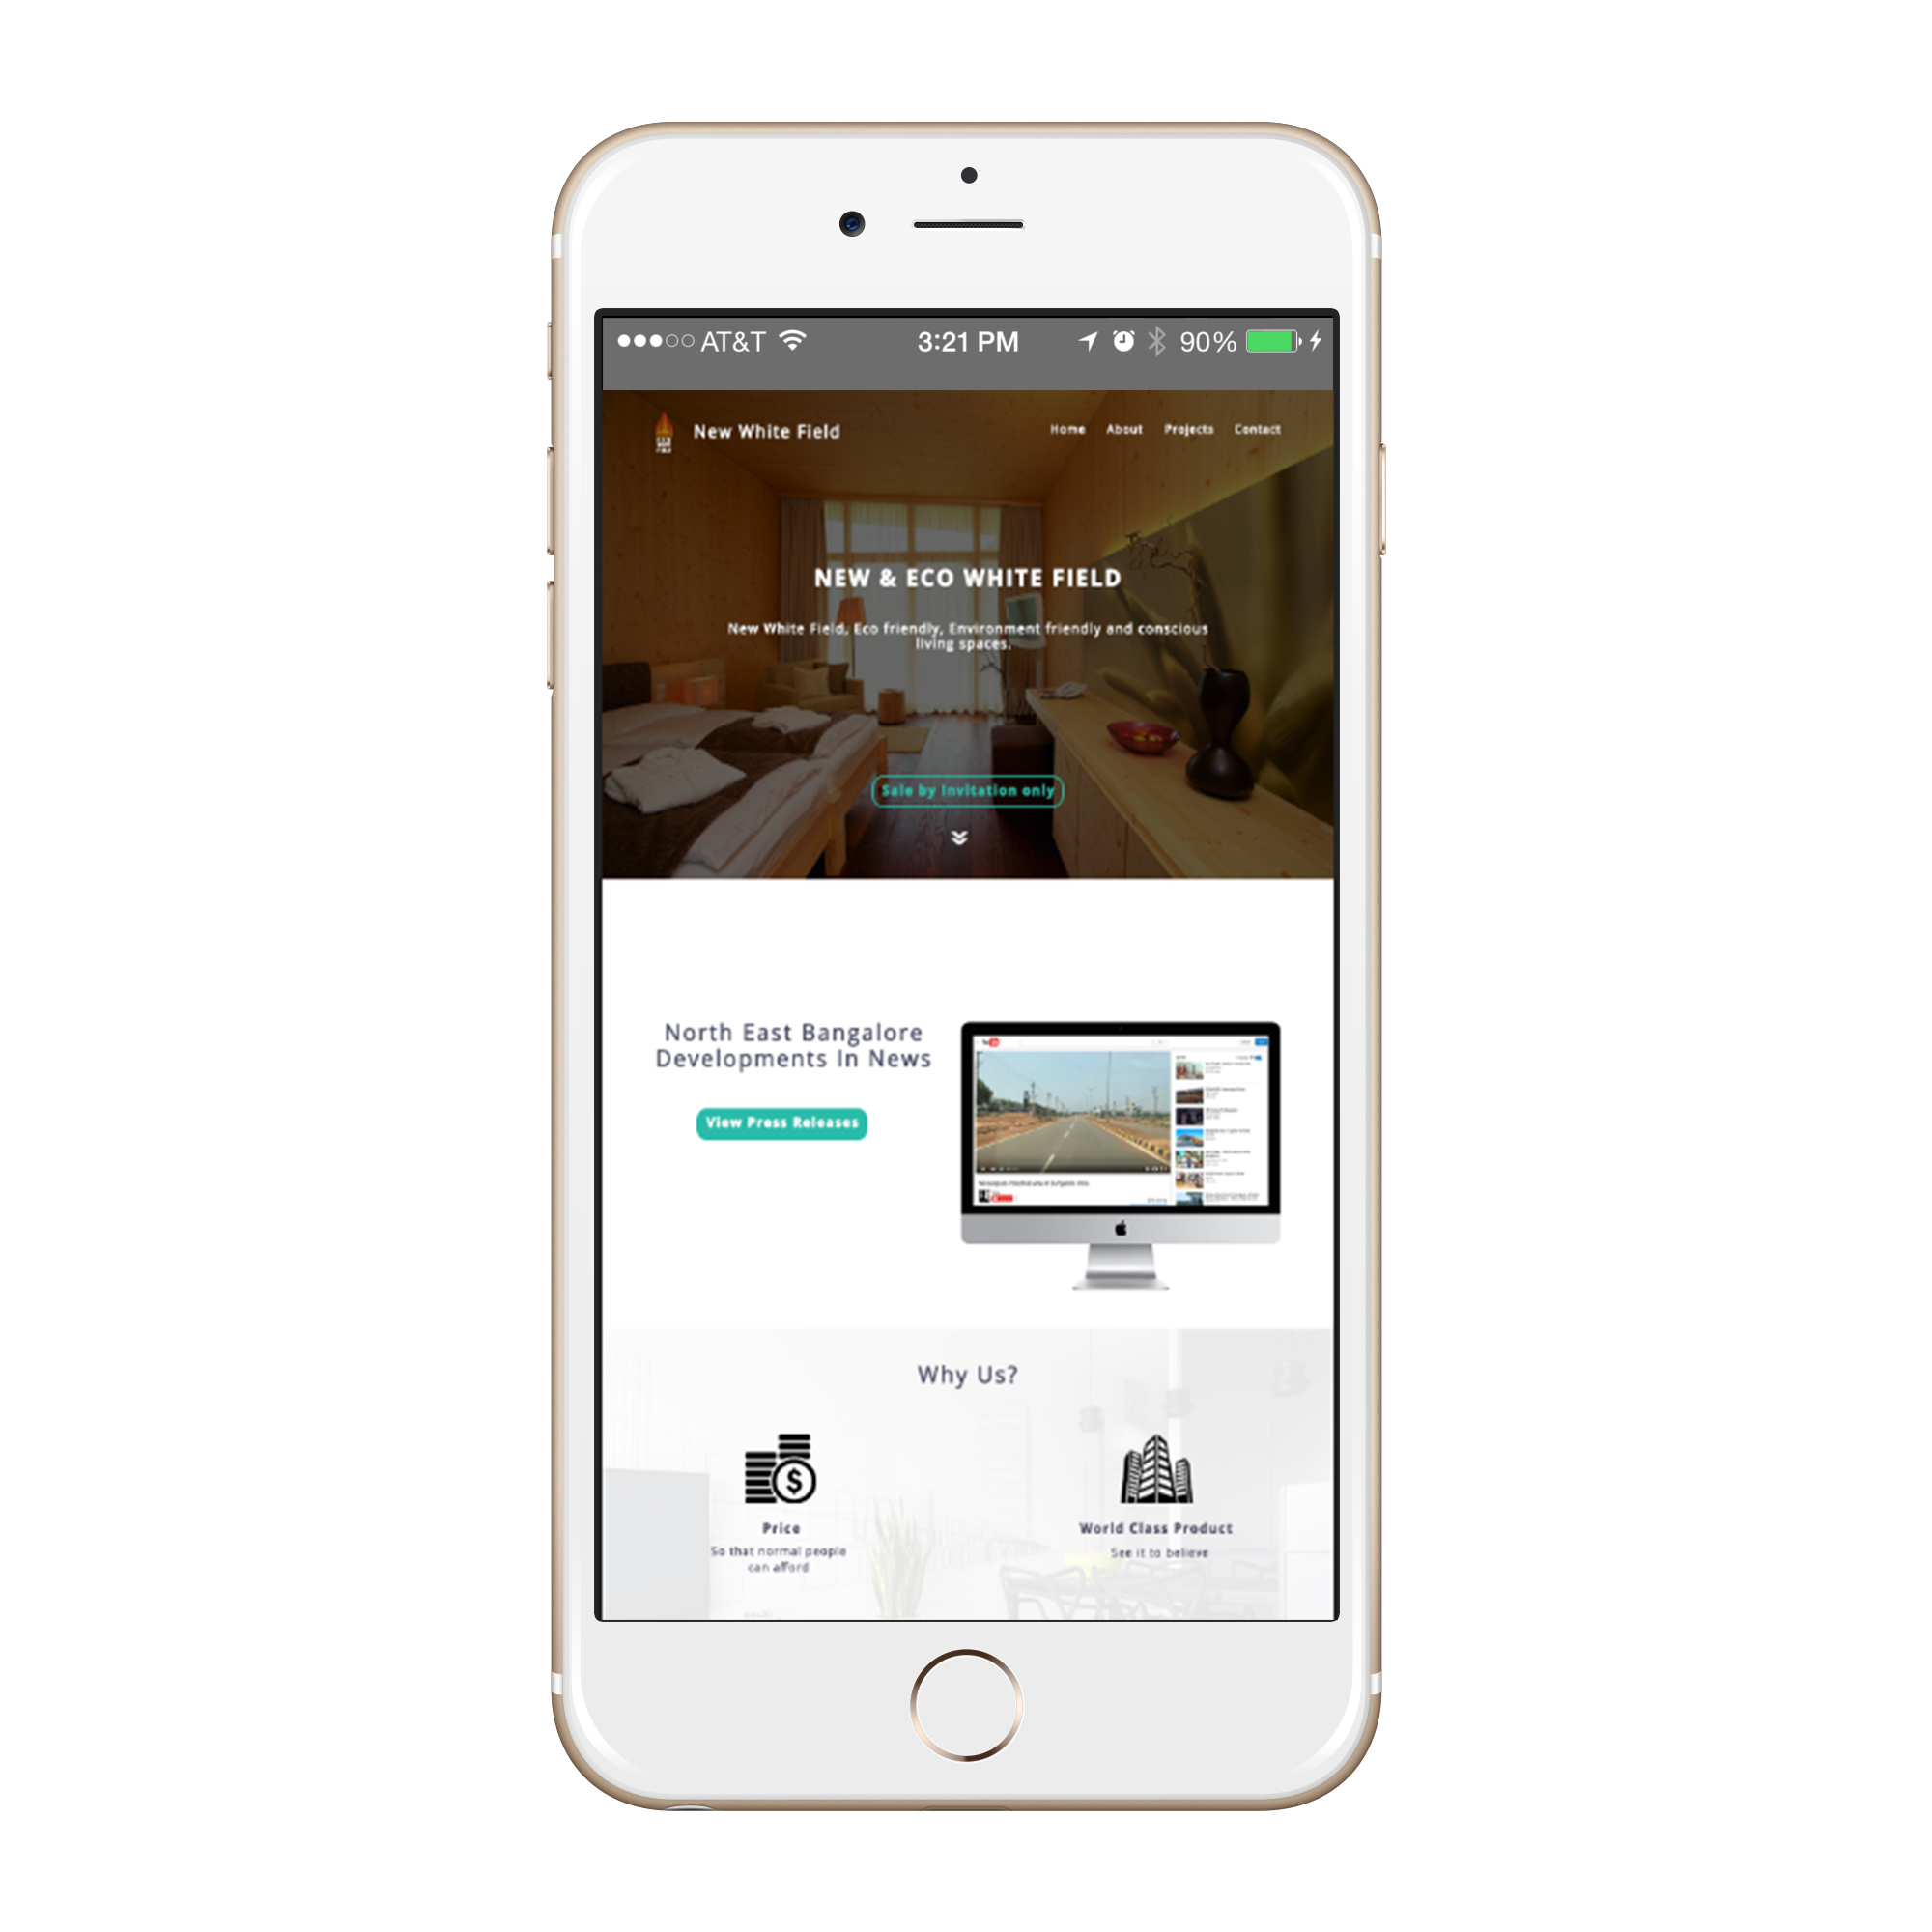 AT&T 3:21 PM 90%
New White Field Home About Projects Contact
NEW & ECO WHITE FIELD
New White Field, Eco friendly, Environment friendly and conscious
living spaces.
Sale by Invitation only
North East Bangalore
Developments In News
View Press Releases
Why Us?
Price
So that normal people
can afford
World Class Product
See it to believe